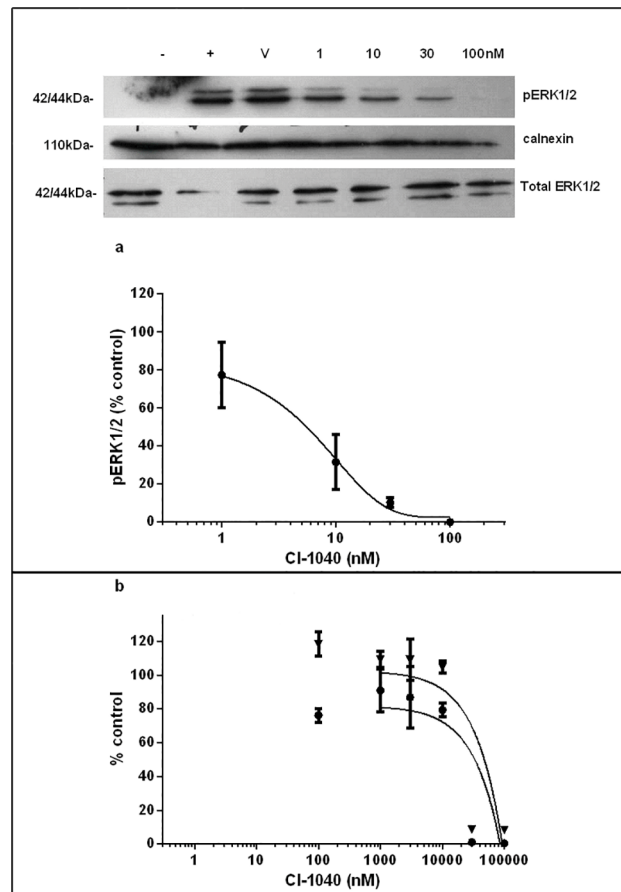 - + V 1 10 30 100nM
42/44kDa- pERK1/2
110kDa- calnexin
42/44kDa- Total ERK1/2
a
120
100
80
60
40
20
0
pERK1/2 (% control)
1 10 100
CI-1040 (nM)
b
120
100
80
60
40
20
0
% control
1 10 100 1000 10000 100000
CI-1040 (nM)